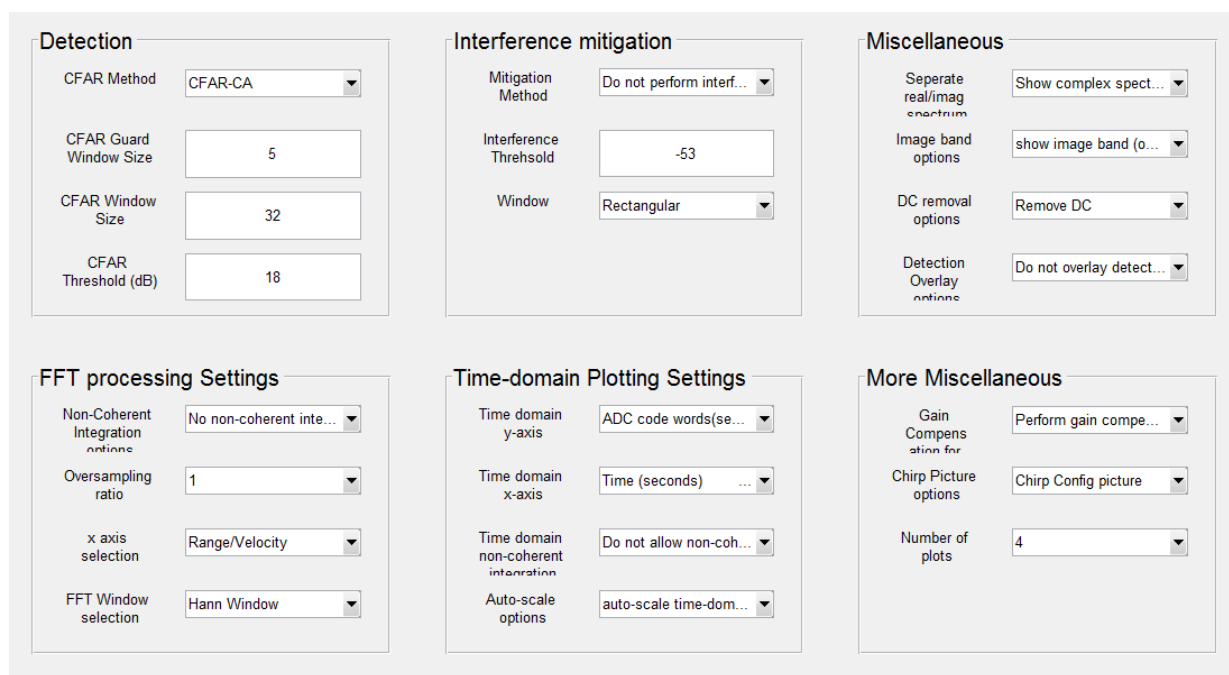 Detection
CFAR Method
CFAR-CA
CFAR Guard
Window Size
5
CFAR Window
Size
32
CFAR
Threshold (dB)
18
Interference mitigation
Mitigation
Method
Do not perform interf...
Interference
Threhsold
-53
Window
Rectangular
Miscellaneous
Seperate
real/imag
spectrum
Show complex spect...
Image band
options
show image band (o...
DC removal
options
Remove DC
Detection
Overlay
options
Do not overlay detect...
FFT processing Settings
Non-Coherent
Integration
options
No non-coherent inte...
Oversampling
ratio
1
x axis
selection
Range/Velocity
FFT Window
selection
Hann Window
Time-domain Plotting Settings
Time domain
y-axis
ADC code words(se...
Time domain
x-axis
Time (seconds) ...
Time domain
non-coherent
integration
Do not allow non-coh...
Auto-scale
options
auto-scale time-dom...
More Miscellaneous
Gain
Compens
ation for
Perform gain compe...
Chirp Picture
options
Chirp Config picture
Number of
plots
4